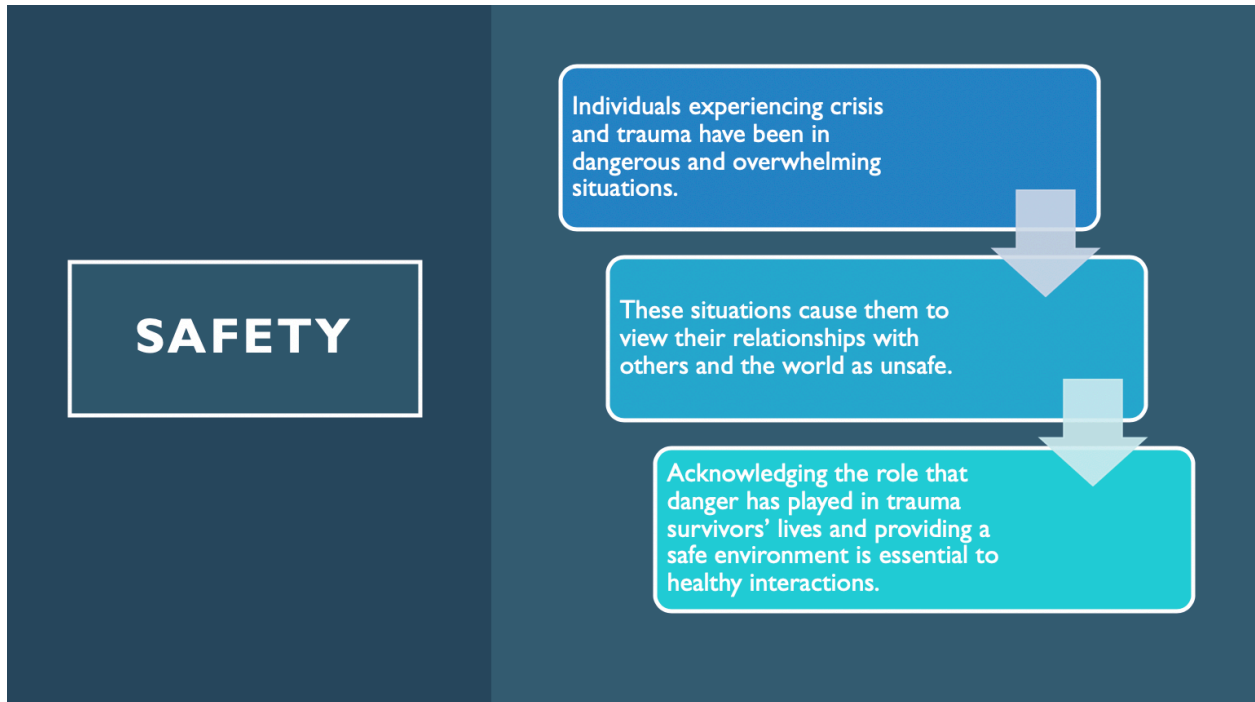 SAFETY
Individuals experiencing crisis
and trauma have been in
dangerous and overwhelming
situations.
These situations cause them to
view their relationships with
others and the world as unsafe.
Acknowledging the role that
danger has played in trauma
survivors’ lives and providing a
safe environment is essential to
healthy interactions.